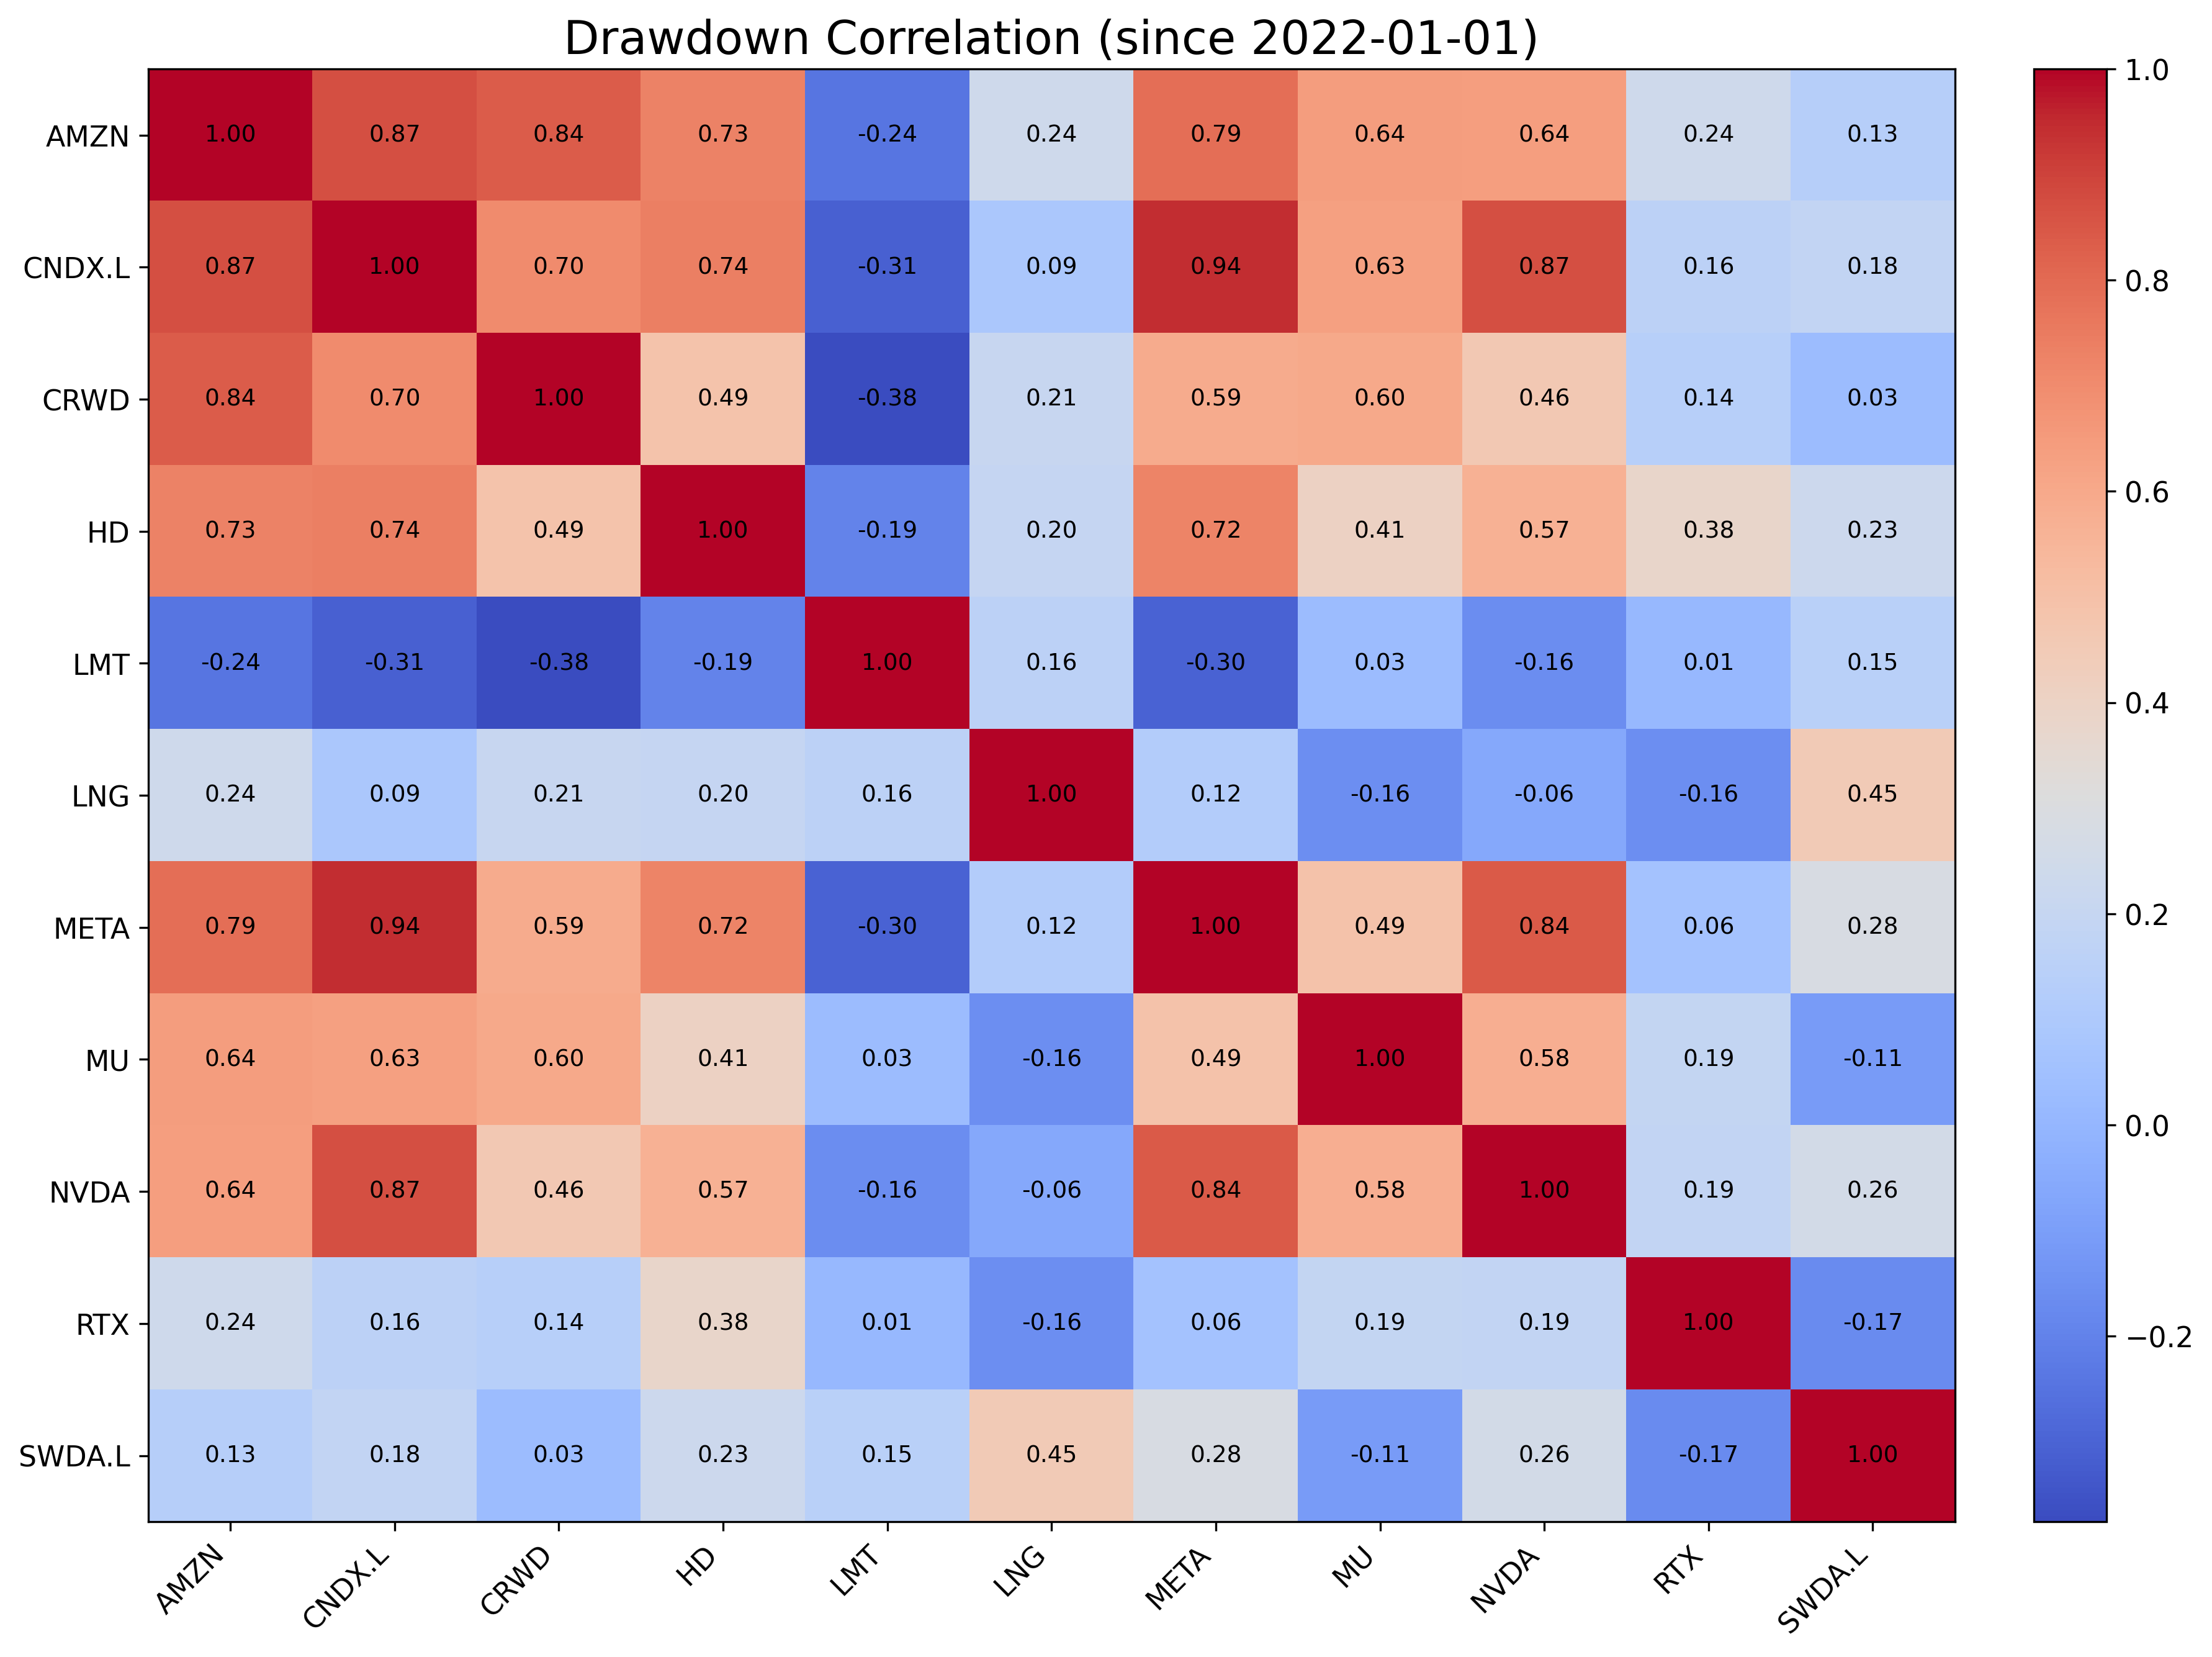 Drawdown Correlation (since 2022-01-01)
AMZN 1.00 0.87 0.84 0.73 -0.24 0.24 0.79 0.64 0.64 0.24 0.13
CNDX.L 0.87 1.00 0.70 0.74 -0.31 0.09 0.94 0.63 0.87 0.16 0.18
CRWD 0.84 0.70 1.00 0.49 -0.38 0.21 0.59 0.60 0.46 0.14 0.03
HD 0.73 0.74 0.49 1.00 -0.19 0.20 0.72 0.41 0.57 0.38 0.23
LMT -0.24 -0.31 -0.38 -0.19 1.00 0.16 -0.30 0.03 -0.16 0.01 0.15
LNG 0.24 0.09 0.21 0.20 0.16 1.00 0.12 -0.16 -0.06 -0.16 0.45
META 0.79 0.94 0.59 0.72 -0.30 0.12 1.00 0.49 0.84 0.06 0.28
MU 0.64 0.63 0.60 0.41 0.03 -0.16 0.49 1.00 0.58 0.19 -0.11
NVDA 0.64 0.87 0.46 0.57 -0.16 -0.06 0.84 0.58 1.00 0.19 0.26
RTX 0.24 0.16 0.14 0.38 0.01 -0.16 0.06 0.19 0.19 1.00 -0.17
SWDA.L 0.13 0.18 0.03 0.23 0.15 0.45 0.28 -0.11 0.26 -0.17 1.00
AMZN CNDX.L CRWD HD LMT LNG META MU NVDA RTX SWDA.L
1.0
0.8
0.6
0.4
0.2
0.0
−0.2